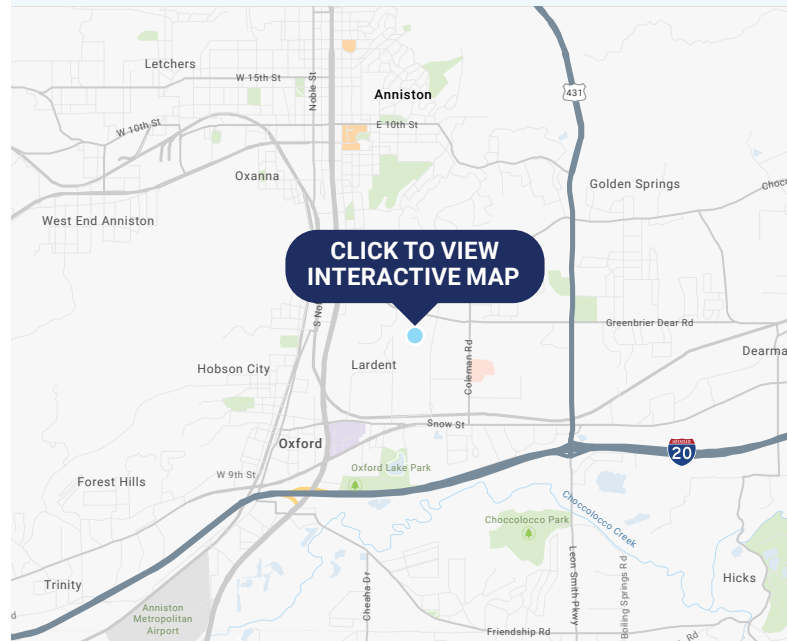 Letchers
W 15th St
Noble St
Anniston
431
W 10th St
E 10th St
Oxanna
Golden Springs
West End Anniston
CLICK TO VIEW
INTERACTIVE MAP
Greenbrier Dear Rd
Coleman Rd
Lardent
Hobson City
Snow St
Oxford
Oxford Lake Park
INTERSTATE
20
W 9th St
Forest Hills
Choccolocco Park
Choccolocco Creek
Leon Smith Pkwy
Boiling Springs Rd
Cheaha Dr
Hicks
Trinity
Anniston
Metropolitan
Airport
Friendship Rd
Rd